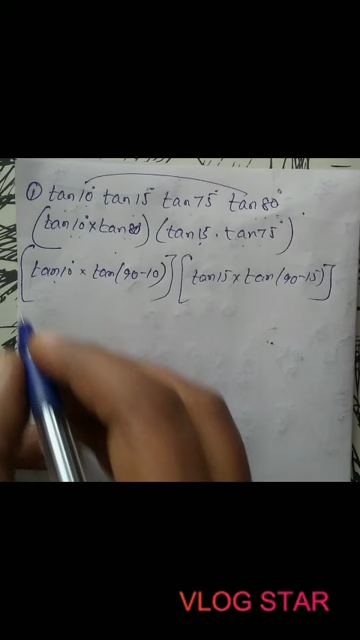 ① tan10° tan15° tan75° tan80°
(tan10°×tan80) (tan15. tan75°)
[tan10°× tan(90-10)] [tan15×tan(90-15)]
VLOG STAR